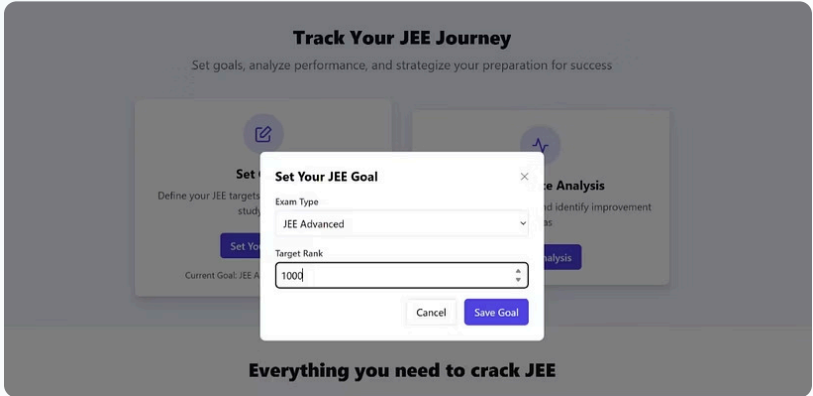 Track Your JEE Journey
Set goals, analyze performance, and strategize your preparation for success
Set
Define your JEE targets
study
Set Yo
Current Goal: JEE A
Analysis
nd identify improvement
as
nalysis
Set Your JEE Goal
Exam Type
JEE Advanced
Target Rank
1000
Cancel
Save Goal
Everything you need to crack JEE